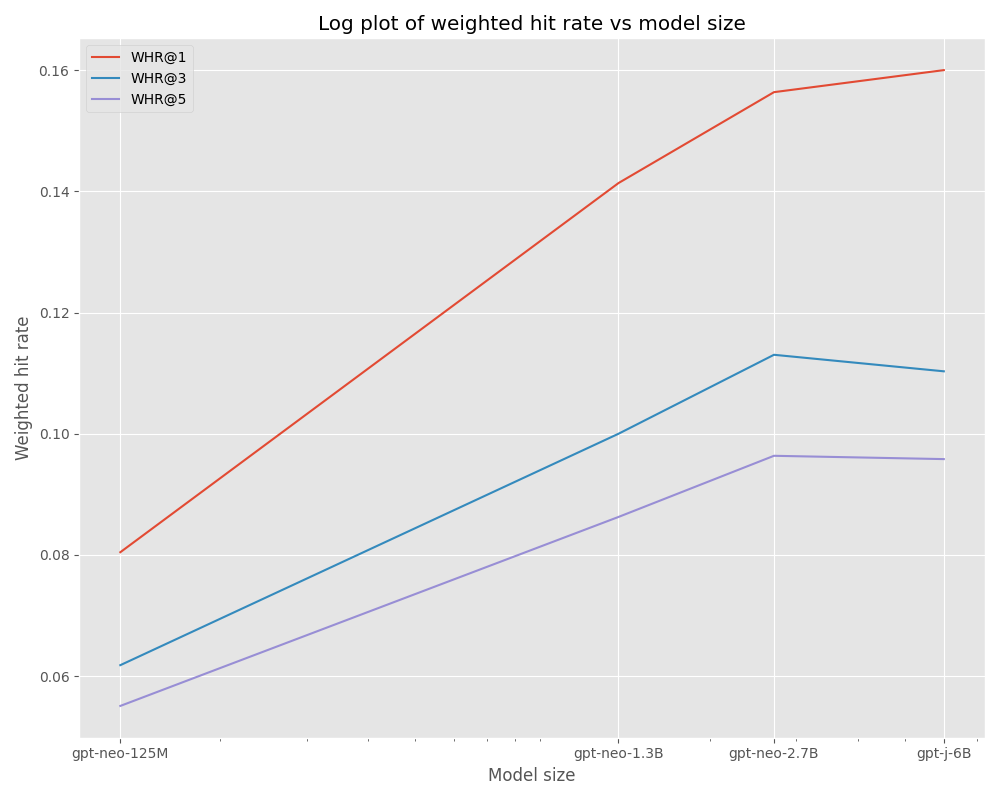 Log plot of weighted hit rate vs model size
WHR@1
WHR@3
WHR@5
Weighted hit rate
0.16
0.14
0.12
0.10
0.08
0.06
gpt-neo-125M
gpt-neo-1.3B
gpt-neo-2.7B
gpt-j-6B
Model size